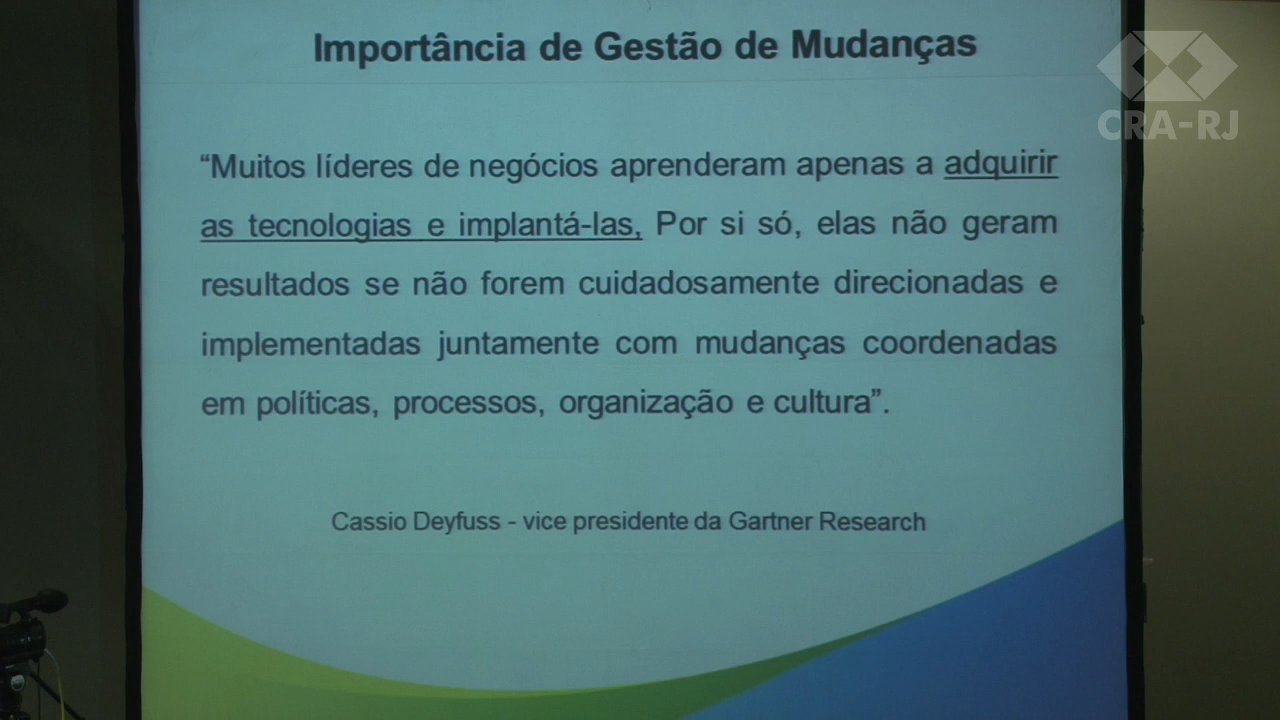 Importância de Gestão de Mudanças
CRA-RJ
“Muitos líderes de negócios aprenderam apenas a adquirir
as tecnologias e implantá-las, Por si só, elas não geram
resultados se não forem cuidadosamente direcionadas e
implementadas juntamente com mudanças coordenadas
em políticas, processos, organização e cultura”.
Cassio Deyfuss - vice presidente da Gartner Research